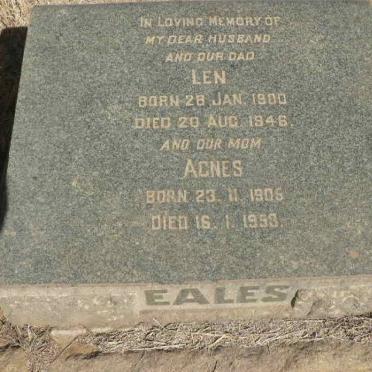 IN LOVING MEMORY OF
MY DEAR HUSBAND
AND OUR DAD
LEN
BORN 28 JAN. 1900
DIED 20 AUG. 1946.
AND OUR MOM
AGNES
BORN 23. 11. 1905
DIED 16. 1.
EALES